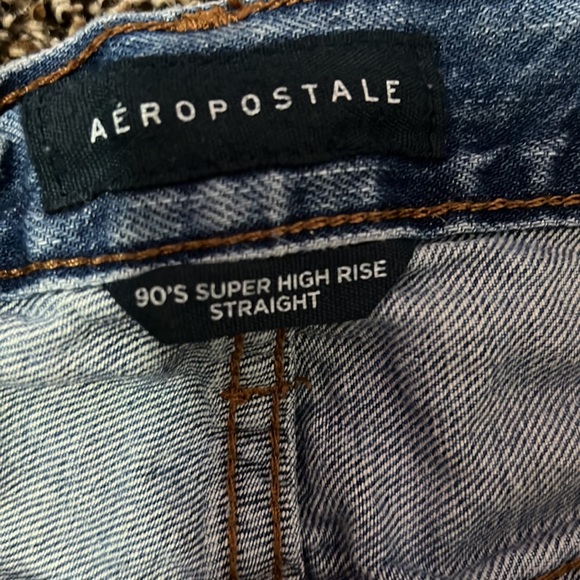 AÉROPOSTALE
90'S SUPER HIGH RISE
STRAIGHT